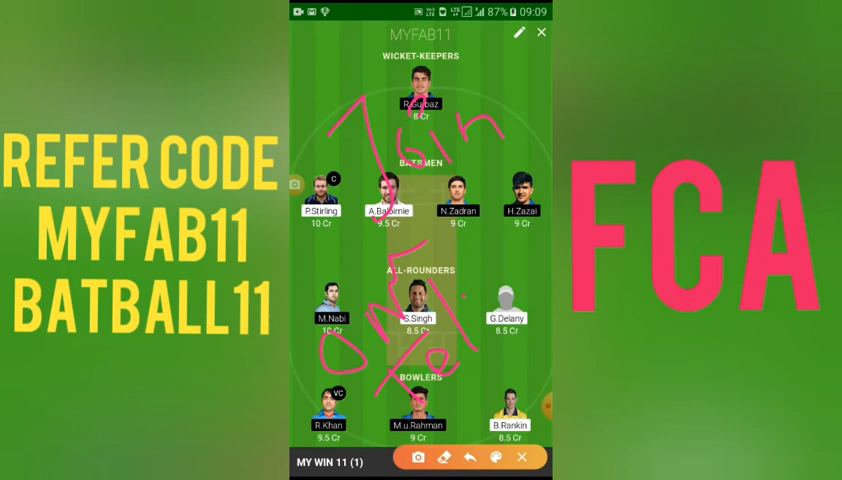 REFER CODE
MYFAB11
BATBALL11
FCA
87% 09:09
MYFAB11
WICKET-KEEPERS
R.Gurbaz
8 Cr
Join
BATSMEN
C
P.Stirling A.Balbirnie N.Zadran H.Zazai
10 Cr 9.5 Cr 9 Cr 9 Cr
ALL-ROUNDERS
M.Nabi S.Singh G.Delany
10 Cr 8.5 Cr 8.5 Cr
on Tel
BOWLERS
VC
R.Khan M.u.Rahman B.Rankin
9.5 Cr 9 Cr 8.5 Cr
MY WIN 11 (1)